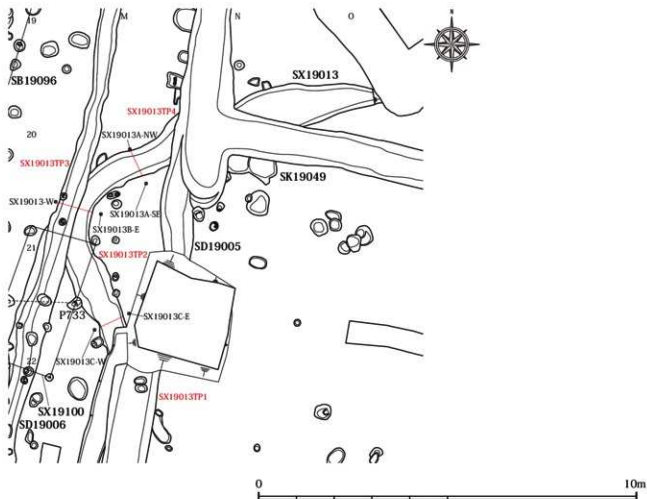 M N O
19
SB19096
SX19013
SX19013TP4
20
SX19013A-NW
SX19013TP3
SK19049
SX19013-W
SX19013A-SE
SX19013B-E
21
SD19005
SX19013TP2
P733
SX19013C-E
22
SX19013C-W
SX19013TP1
SX19100
SD19006
0 10m